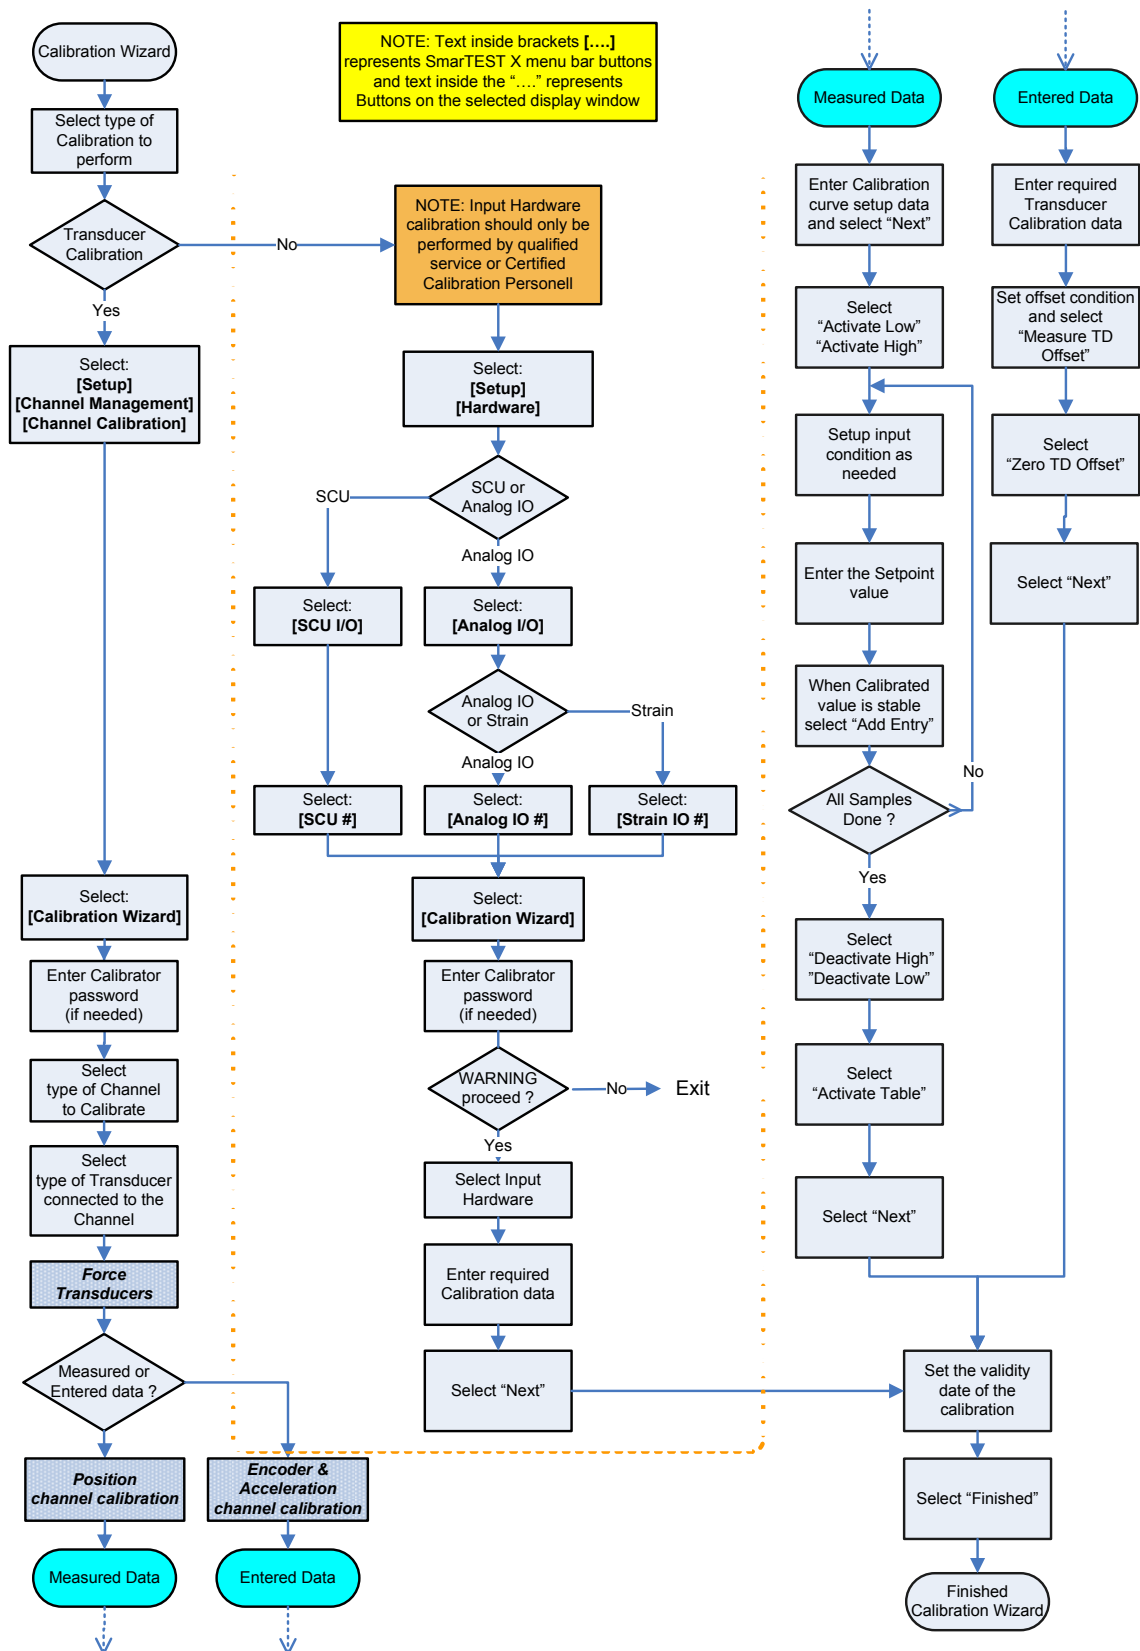 Calibration Wizard
Select type of
Calibration to
perform
Transducer
Calibration
No
Yes
Select:
[Setup]
[Channel Management]
[Channel Calibration]
Select:
[Calibration Wizard]
Enter Calibrator
password
(if needed)
Select
type of Channel
to Calibrate
Select
type of Transducer
connected to the
Channel
Force
Transducers
Measured or
Entered data ?
Position
channel calibration
Encoder &
Acceleration
channel calibration
Measured Data
Entered Data
NOTE: Text inside brackets [....]
represents SmarTEST X menu bar buttons
and text inside the “....” represents
Buttons on the selected display window
NOTE: Input Hardware
calibration should only be
performed by qualified
service or Certified
Calibration Personell
Select:
[Setup]
[Hardware]
SCU or
Analog IO
SCU
Analog IO
Select:
[SCU I/O]
Select:
[Analog I/O]
Analog IO
or Strain
Strain
Analog IO
Select:
[SCU #]
Select:
[Analog IO #]
Select:
[Strain IO #]
Select:
[Calibration Wizard]
Enter Calibrator
password
(if needed)
WARNING
proceed ?
No
Exit
Yes
Select Input
Hardware
Enter required
Calibration data
Select “Next”
Measured Data
Enter Calibration
curve setup data
and select “Next”
Select
“Activate Low”
“Activate High”
Setup input
condition as
needed
Enter the Setpoint
value
When Calibrated
value is stable
select “Add Entry”
All Samples
Done ?
No
Yes
Select
“Deactivate High”
”Deactivate Low”
Select
“Activate Table”
Select “Next”
Entered Data
Enter required
Transducer
Calibration data
Set offset condition
and select
“Measure TD
Offset”
Select
“Zero TD Offset”
Select “Next”
Set the validity
date of the
calibration
Select “Finished”
Finished
Calibration Wizard